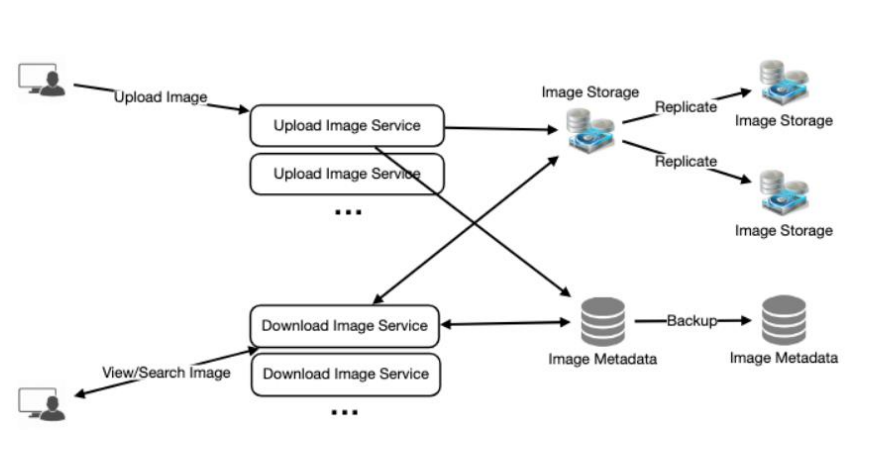 Image Storage
Upload Image
Replicate
Image Storage
Upload Image Service
Replicate
Upload Image Service
...
Image Storage
Download Image Service
Backup
Image Metadata
Image Metadata
View/Search Image
Download Image Service
...